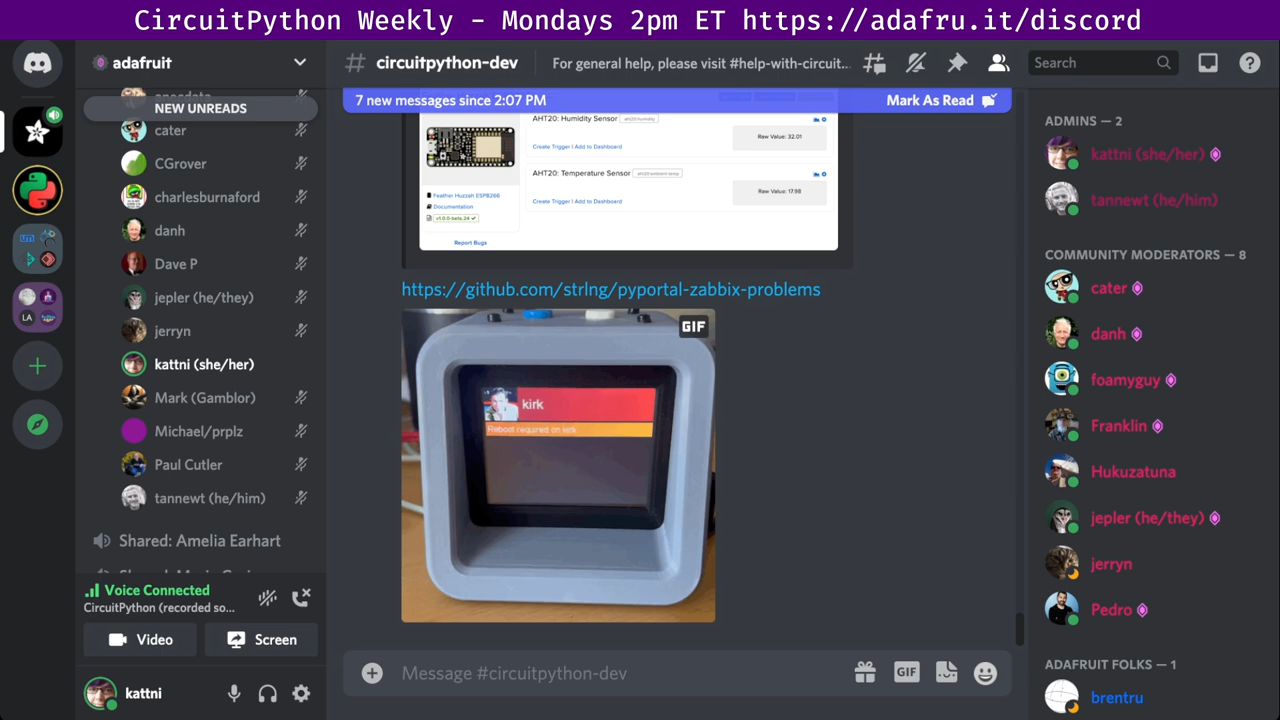 CircuitPython Weekly - Mondays 2pm ET https://adafru.it/discord
adafruit
NEW UNREADS
cater
CGrover
charlesstamford
danh
Dave P
jepler (he/they)
jerryn
kattni (she/her)
Mark (Gamblor)
Michael/prplz
Paul Cutler
tannewt (he/him)
Shared: Amelia Earhart
Voice Connected
CircuitPython (recorded so...
Video
Screen
kattni
# circuitpython-dev
For general help, please visit #help-with-circuit...
Search
7 new messages since 2:07 PM
Mark As Read
AHT20: Humidity Sensor
Create Trigger | Add to Dashboard
Raw Value: 32.01
AHT20: Temperature Sensor
Create Trigger | Add to Dashboard
Raw Value: 17.98
Feather Huzzah ESP8266
Documentation
v1.0.0-beta.24
Report Bugs
https://github.com/strlng/pyportal-zabbix-problems
GIF
kirk
Reboot required on kirk
Message #circuitpython-dev
GIF
ADMINS — 2
kattni (she/her)
tannewt (he/him)
COMMUNITY MODERATORS — 8
cater
danh
foamyguy
Franklin
Hukuzatuna
jepler (he/they)
jerryn
Pedro
ADAFRUIT FOLKS — 1
brentru